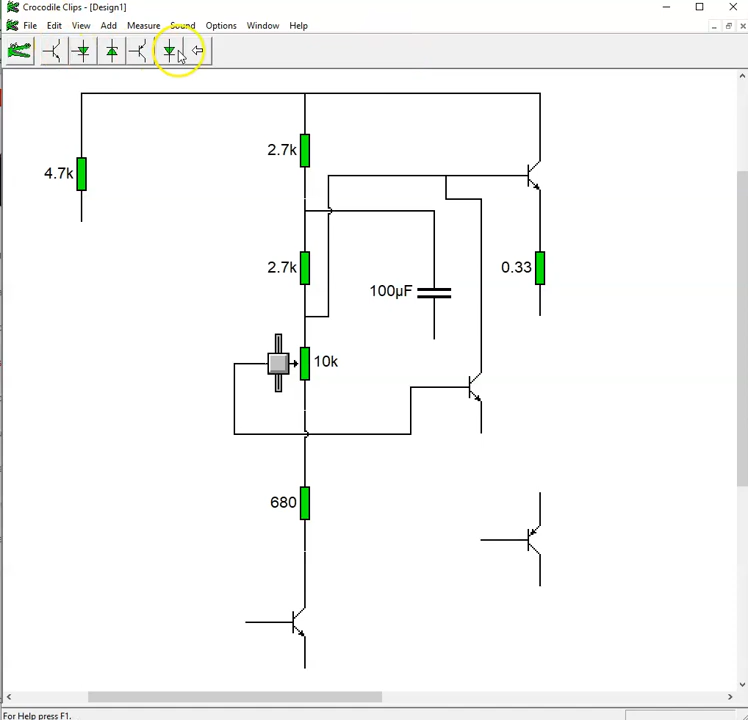 Crocodile Clips - [Design1]
File Edit View Add Measure Sound Options Window Help
2.7k
4.7k
2.7k
0.33
100µF
10k
680
For Help press F1.